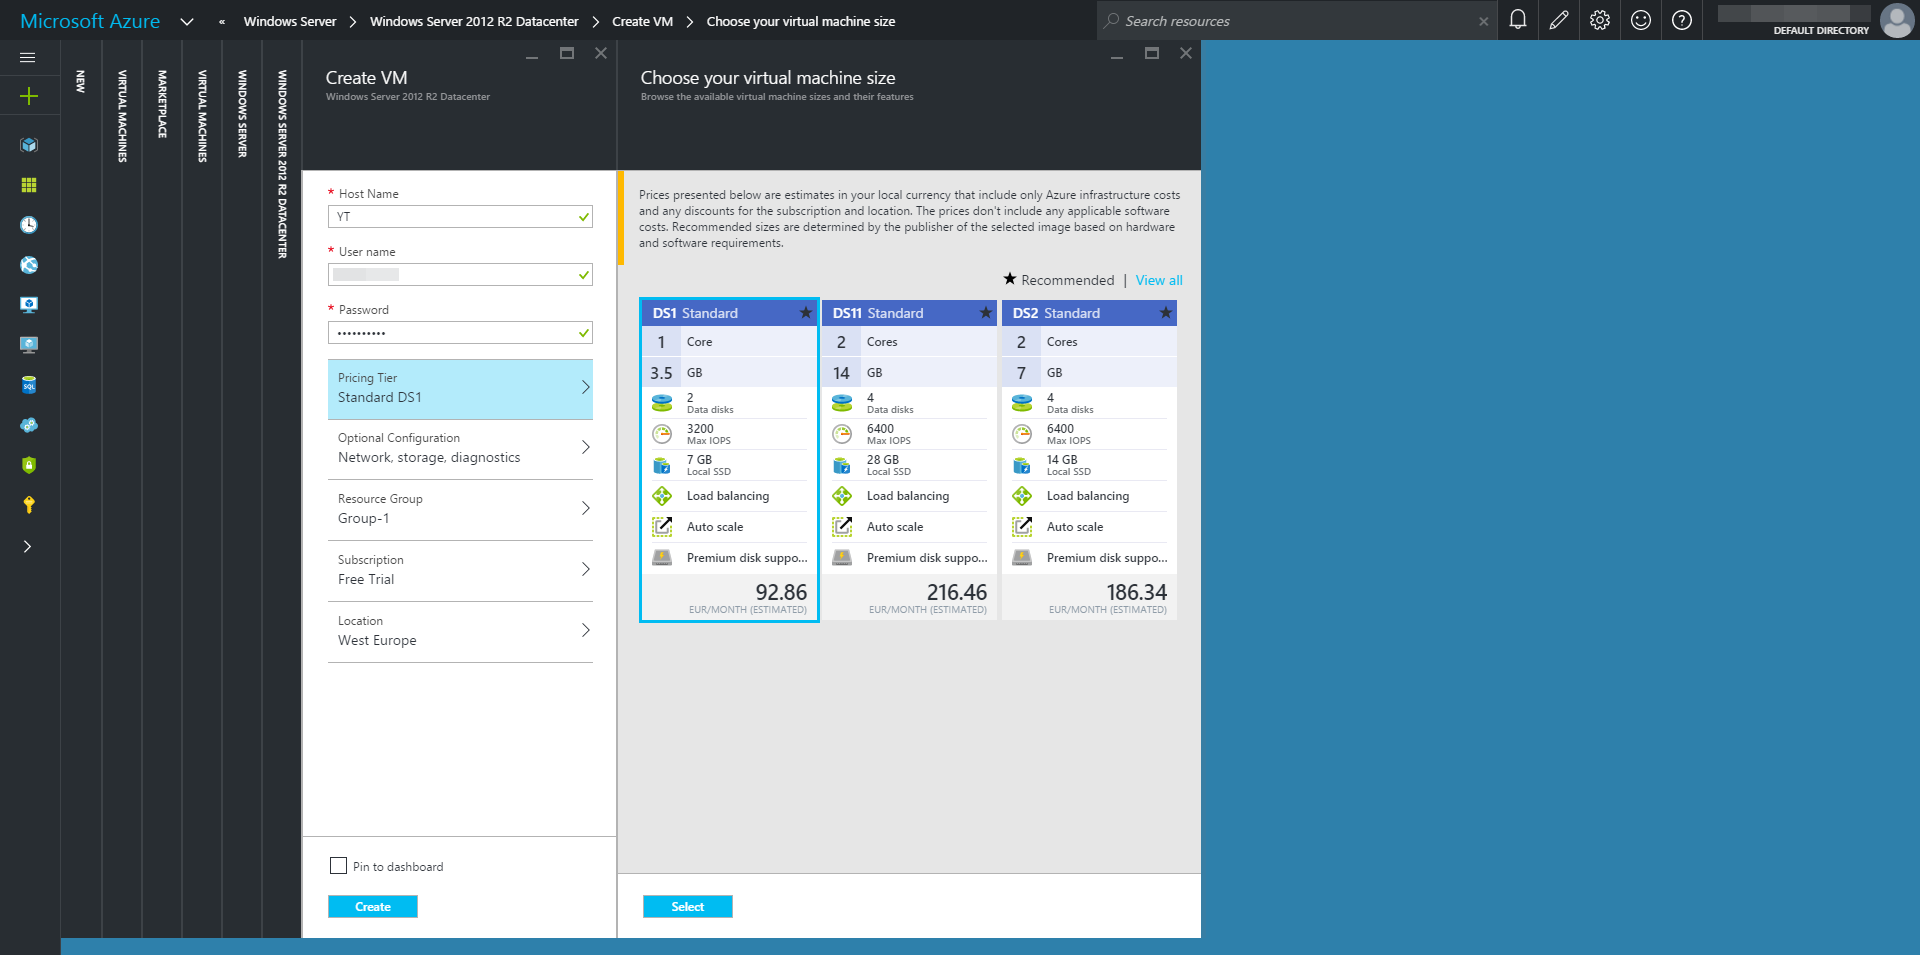 Microsoft Azure
« Windows Server > Windows Server 2012 R2 Datacenter > Create VM > Choose your virtual machine size
Search resources
DEFAULT DIRECTORY
NEW
VIRTUAL MACHINES
MARKETPLACE
VIRTUAL MACHINES
WINDOWS SERVER
WINDOWS SERVER 2012 R2 DATACENTER
Create VM
Windows Server 2012 R2 Datacenter
* Host Name
YT
* User name
* Password
••••••••••
Pricing Tier
Standard DS1
Optional Configuration
Network, storage, diagnostics
Resource Group
Group-1
Subscription
Free Trial
Location
West Europe
Pin to dashboard
Create
Choose your virtual machine size
Browse the available virtual machine sizes and their features
Prices presented below are estimates in your local currency that include only Azure infrastructure costs
and any discounts for the subscription and location. The prices don't include any applicable software
costs. Recommended sizes are determined by the publisher of the selected image based on hardware
and software requirements.
★ Recommended | View all
DS1 Standard ★
1 Core
3.5 GB
2
Data disks
3200
Max IOPS
7 GB
Local SSD
SQL
Load balancing
Auto scale
Premium disk suppo...
92.86
EUR/MONTH (ESTIMATED)
DS11 Standard ★
2 Cores
14 GB
4
Data disks
6400
Max IOPS
28 GB
Local SSD
Load balancing
Auto scale
Premium disk suppo...
216.46
EUR/MONTH (ESTIMATED)
DS2 Standard ★
2 Cores
7 GB
4
Data disks
6400
Max IOPS
14 GB
Local SSD
Load balancing
Auto scale
Premium disk suppo...
186.34
EUR/MONTH (ESTIMATED)
Select